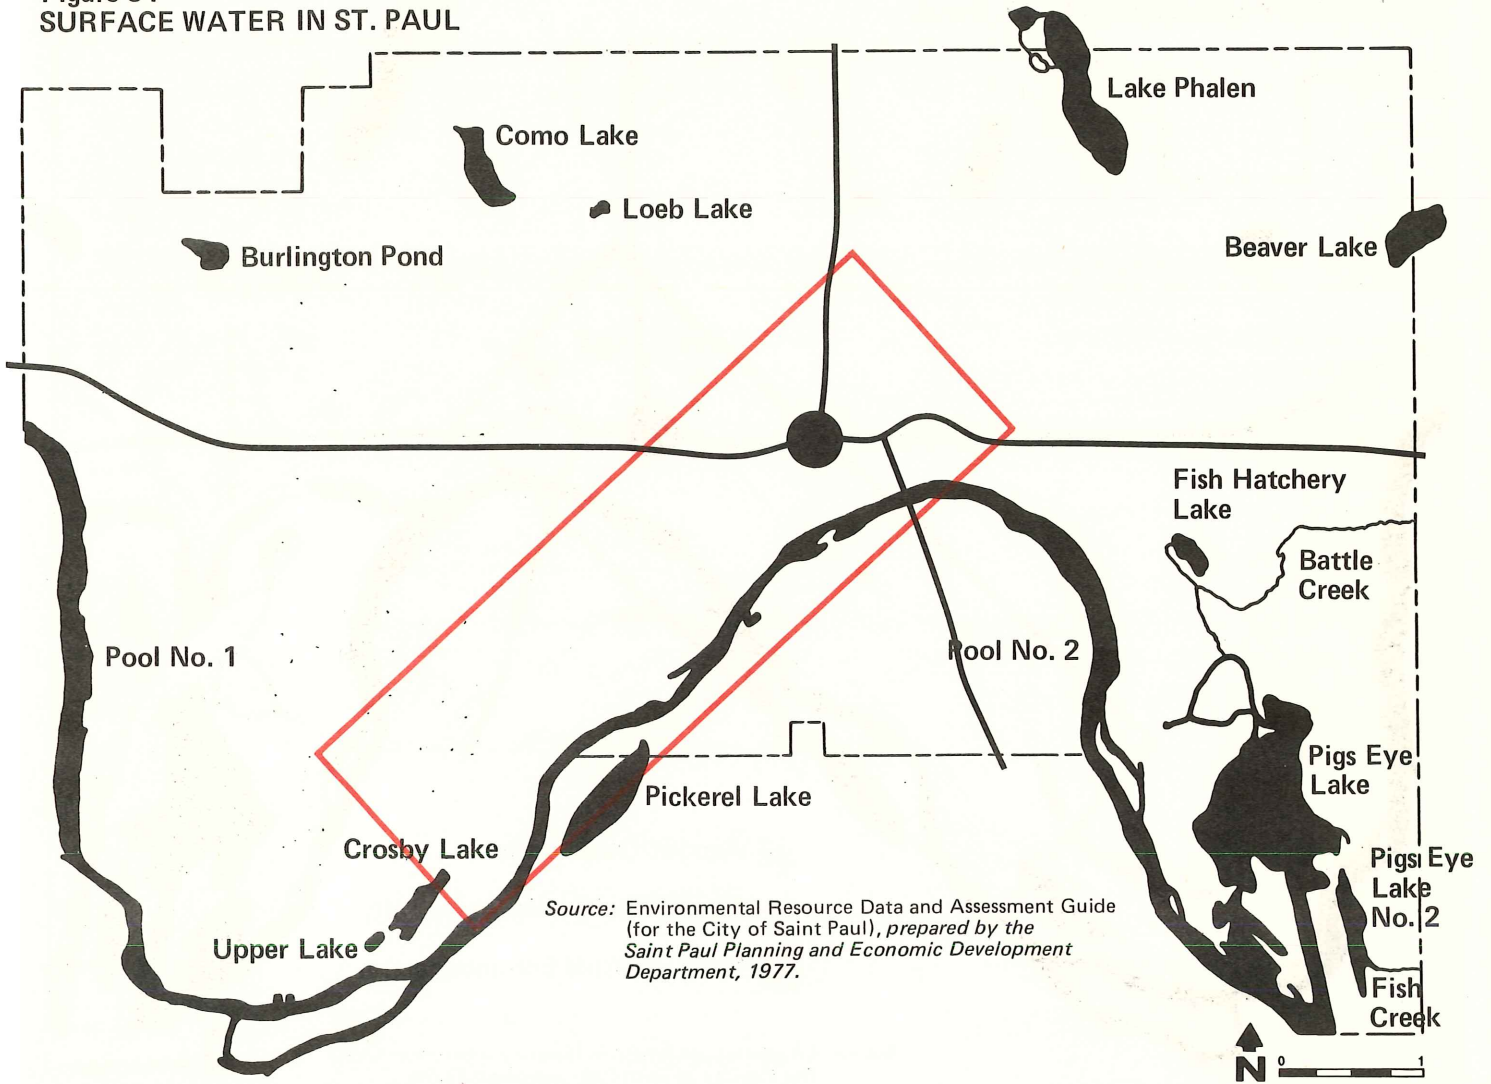 SURFACE WATER IN ST. PAUL
Lake Phalen
Como Lake
Loeb Lake
Burlington Pond
Beaver Lake
Fish Hatchery
Lake
Battle
Creek
Pool No. 1
Pool No. 2
Pigs Eye
Lake
Pickerel Lake
Crosby Lake
Pigs Eye
Lake
No. 2
Upper Lake
Source: Environmental Resource Data and Assessment Guide
(for the City of Saint Paul), prepared by the
Saint Paul Planning and Economic Development
Department, 1977.
Fish
Creek
N
0 1